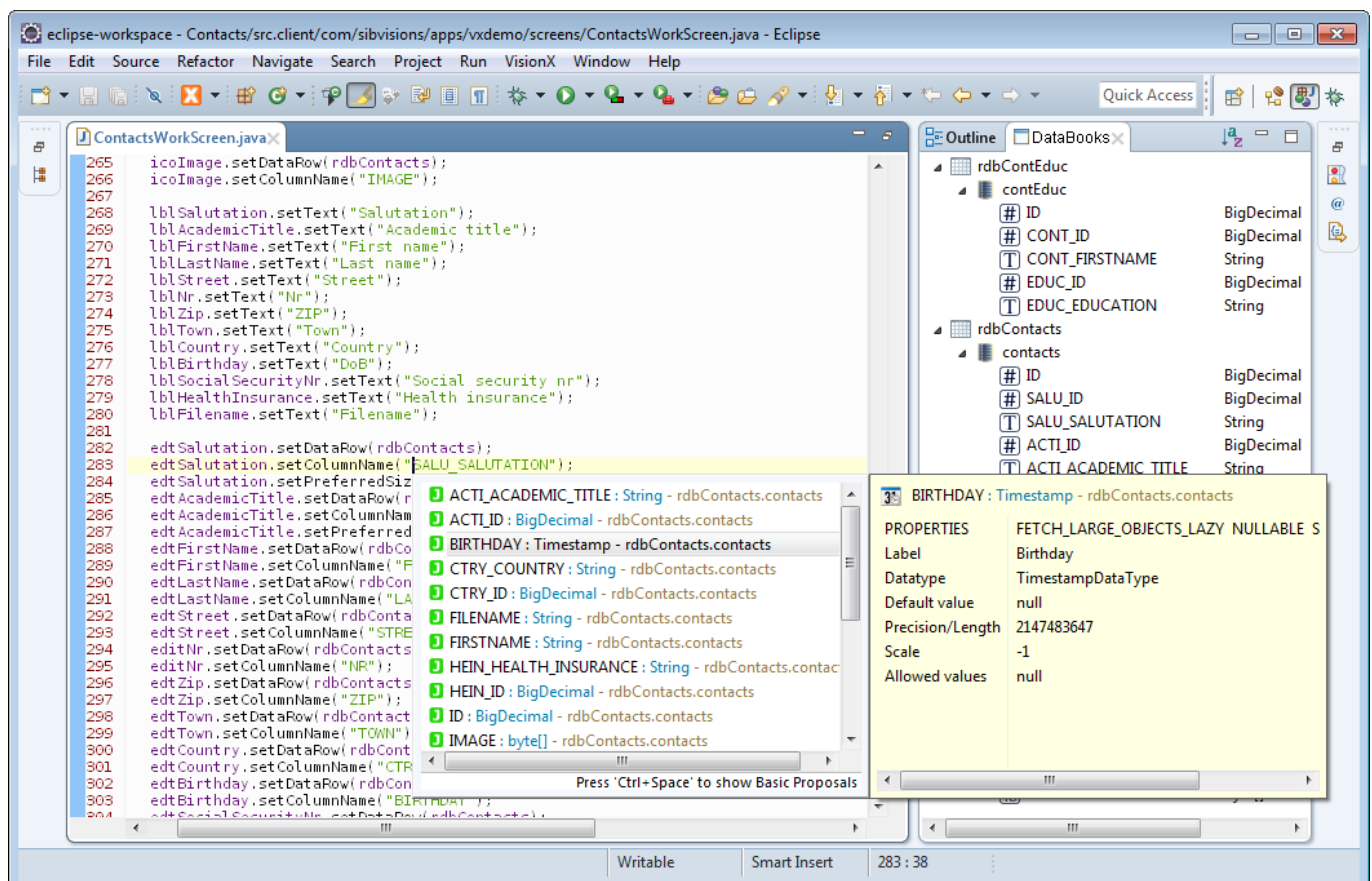 eclipse-workspace - Contacts/src.client/com/sibvisions/apps/vxdemo/screens/ContactsWorkScreen.java - Eclipse
File Edit Source Refactor Navigate Search Project Run VisionX Window Help
Quick Access
ContactsWorkScreen.java
265 icoImage.setDataRow(rdbContacts);
266 icoImage.setColumnName("IMAGE");
267
268 lblSalutation.setText("Salutation");
269 lblAcademicTitle.setText("Academic title");
270 lblFirstName.setText("First name");
271 lblLastName.setText("Last name");
272 lblStreet.setText("Street");
273 lblNr.setText("Nr");
274 lblZip.setText("ZIP");
275 lblTown.setText("Town");
276 lblCountry.setText("Country");
277 lblBirthday.setText("DoB");
278 lblSocialSecurityNr.setText("Social security nr");
279 lblHealthInsurance.setText("Health insurance");
280 lblFilename.setText("Filename");
281
282 edtSalutation.setDataRow(rdbContacts);
283 edtSalutation.setColumnName("SALU_SALUTATION");
284 edtSalutation.setPreferredSiz
285 edtAcademicTitle.setDataRow(r
286 edtAcademicTitle.setColumnNam
287 edtAcademicTitle.setPreferred
288 edtFirstName.setDataRow(rdbCo
289 edtFirstName.setColumnName("F
290 edtLastName.setDataRow(rdbCon
291 edtLastName.setColumnName("LA
292 edtStreet.setDataRow(rdbConta
293 edtStreet.setColumnName("STRE
294 editNr.setDataRow(rdbContacts
295 editNr.setColumnName("NR");
296 edtZip.setDataRow(rdbContacts
297 edtZip.setColumnName("ZIP");
298 edtTown.setDataRow(rdbContact
299 edtTown.setColumnName("TOWN")
300 edtCountry.setDataRow(rdbCont
301 edtCountry.setColumnName("CTR
302 edtBirthday.setDataRow(rdbCon
303 edtBirthday.setColumnName("BIRTHDAY");
304 edtSocialSecurityNr.setDataRow(rdbContacts);
ACTI_ACADEMIC_TITLE : String - rdbContacts.contacts
ACTI_ID : BigDecimal - rdbContacts.contacts
BIRTHDAY : Timestamp - rdbContacts.contacts
CTRY_COUNTRY : String - rdbContacts.contacts
CTRY_ID : BigDecimal - rdbContacts.contacts
FILENAME : String - rdbContacts.contacts
FIRSTNAME : String - rdbContacts.contacts
HEIN_HEALTH_INSURANCE : String - rdbContacts.contac
HEIN_ID : BigDecimal - rdbContacts.contacts
ID : BigDecimal - rdbContacts.contacts
IMAGE : byte[] - rdbContacts.contacts
Press 'Ctrl+Space' to show Basic Proposals
Outline DataBooks
rdbContEduc
contEduc
ID BigDecimal
CONT_ID BigDecimal
CONT_FIRSTNAME String
EDUC_ID BigDecimal
EDUC_EDUCATION String
rdbContacts
contacts
ID BigDecimal
SALU_ID BigDecimal
SALU_SALUTATION String
ACTI_ID BigDecimal
ACTI_ACADEMIC_TITLE String
BIRTHDAY : Timestamp - rdbContacts.contacts
PROPERTIES FETCH_LARGE_OBJECTS_LAZY NULLABLE S
Label Birthday
Datatype TimestampDataType
Default value null
Precision/Length 2147483647
Scale -1
Allowed values null
Writable Smart Insert 283 : 38